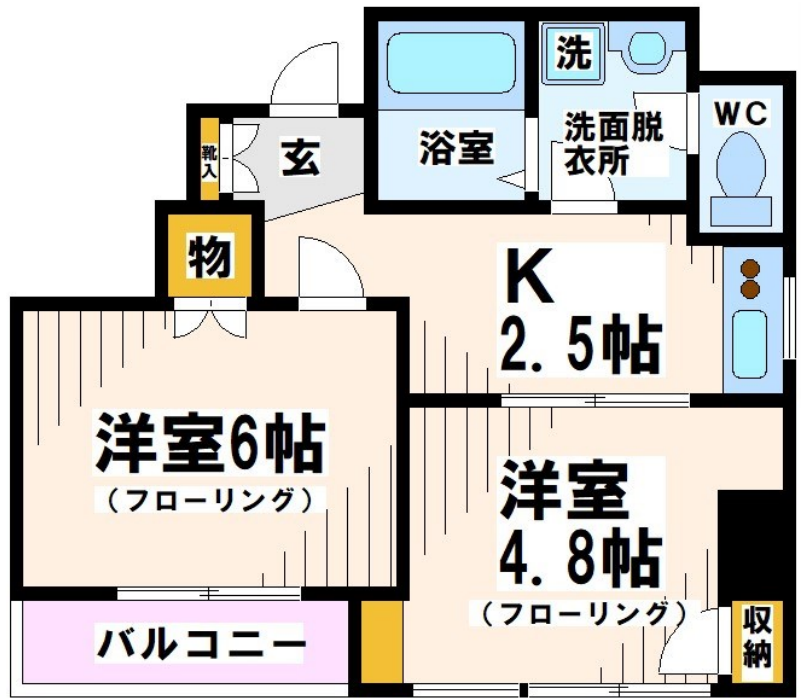 洗
WC
洗面脱
衣所
浴室
玄
靴入
物
K
2.5帖
洋室6帖
(フローリング)
洋室
4.8帖
(フローリング)
収納
バルコニー